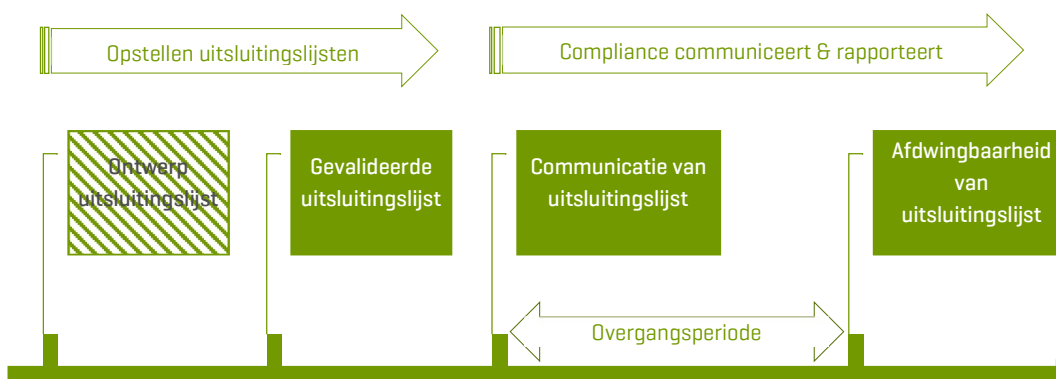 Opstellen uitsluitingslijsten
Compliance communiceert & rapporteert
Ontwerp
uitsluitingslijst
Gevalideerde
uitsluitingslijst
Communicatie van
uitsluitingslijst
Afdwingbaarheid
van
uitsluitingslijst
Overgangsperiode